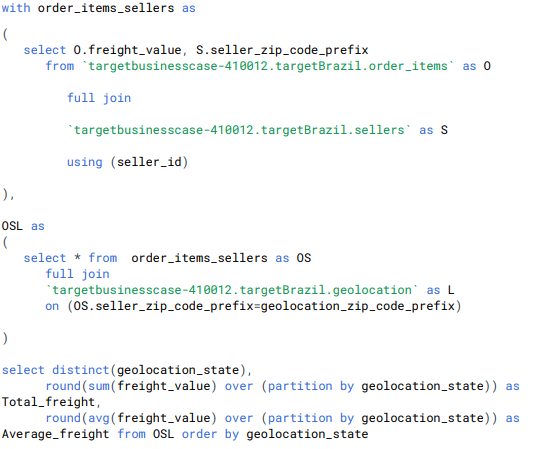 with order_items_sellers as
(
select O.freight_value, S.seller_zip_code_prefix
from `targetbusinesscase-410012.targetBrazil.order_items` as O
full join
`targetbusinesscase-410012.targetBrazil.sellers` as S
using (seller_id)
),
OSL as
(
select * from order_items_sellers as OS
full join
`targetbusinesscase-410012.targetBrazil.geolocation` as L
on (OS.seller_zip_code_prefix=geolocation_zip_code_prefix)
)
select distinct(geolocation_state),
round(sum(freight_value) over (partition by geolocation_state)) as
Total_freight,
round(avg(freight_value) over (partition by geolocation_state)) as
Average_freight from OSL order by geolocation_state